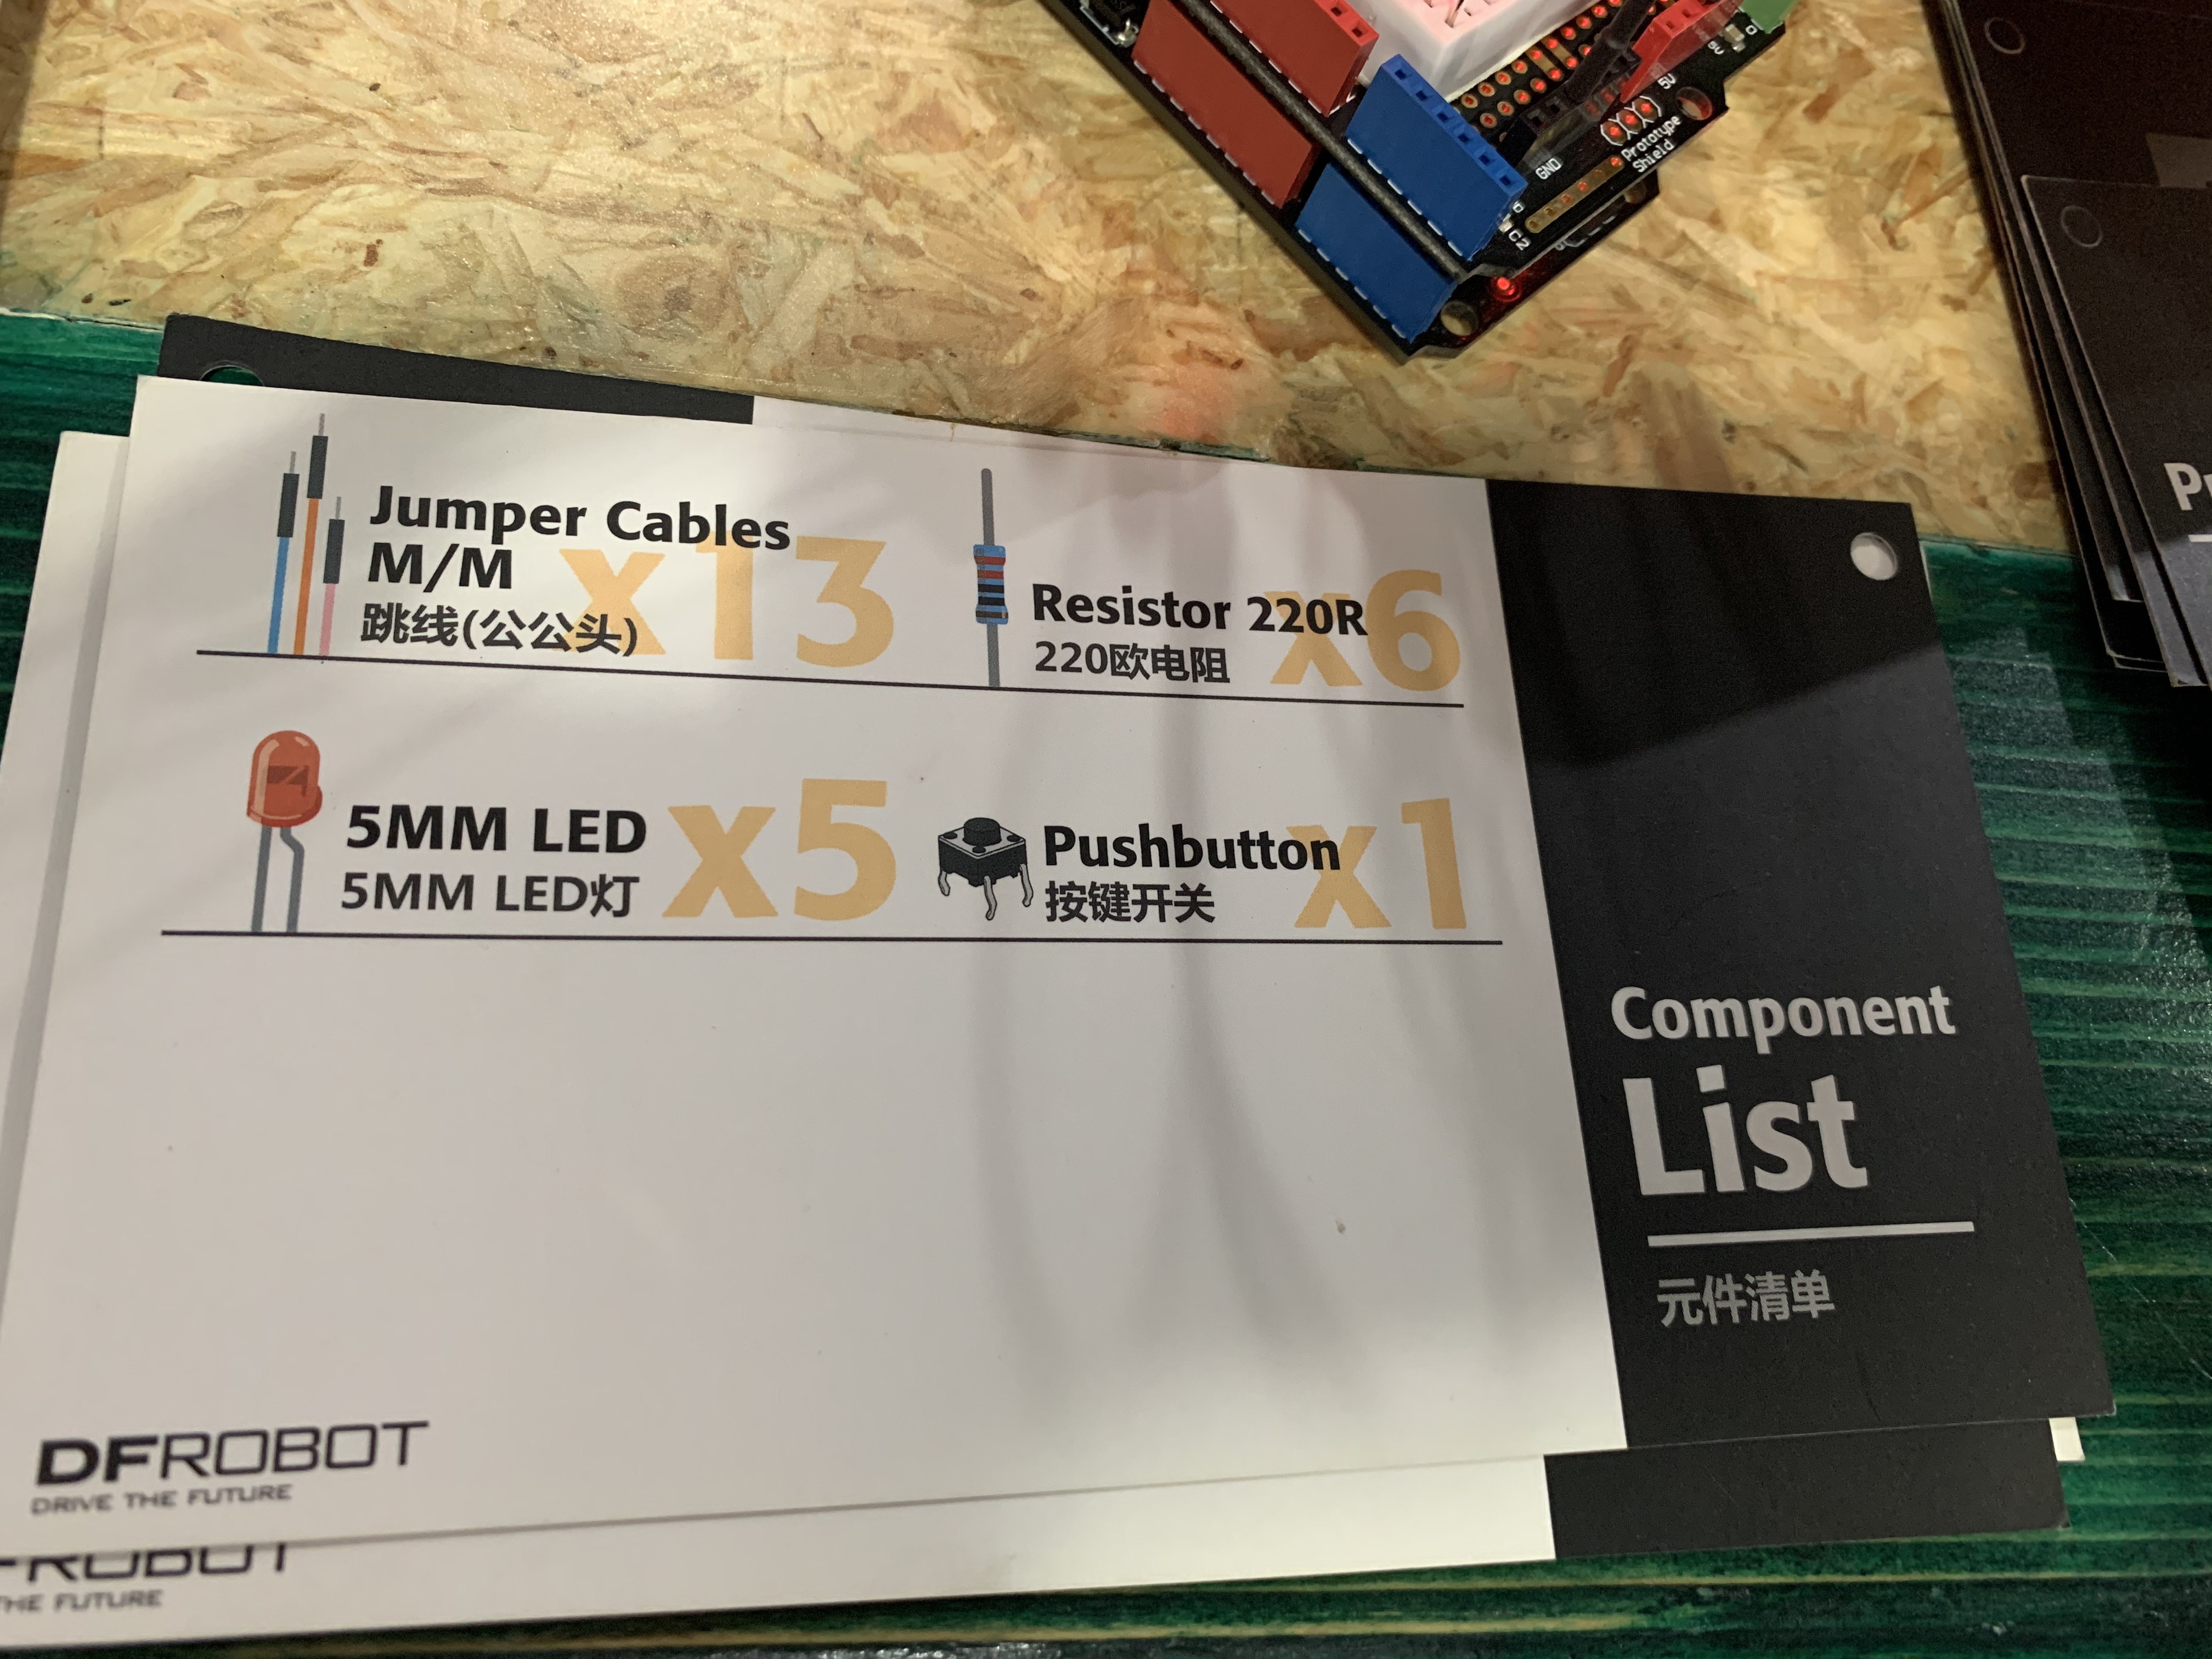 Component
List
元件清单
Jumper Cables
M/M
跳线(公公头)
X13
Resistor 220R
220欧电阻
X6
5MM LED
5MM LED灯
X5
Pushbutton
按键开关
X1
DFROBOT
DRIVE THE FUTURE
THE FUTURE
GND
5V
Prototype
Shield